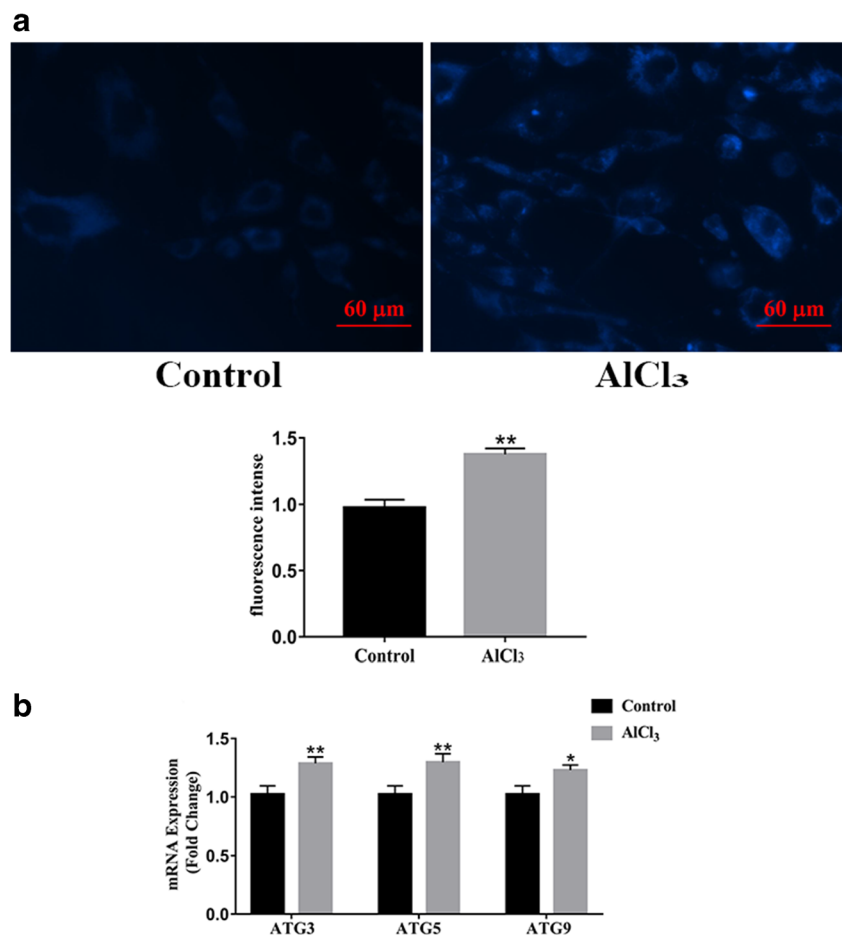 a
60 μm
60 μm
Control
AlCl₃
fluorescence intense
1.5
**
1.0
0.5
0.0
Control
AlCl₃
b
Control
AlCl₃
mRNA Expression
(Fold Change)
1.5
**
**
*
1.0
0.5
0.0
ATG3
ATG5
ATG9